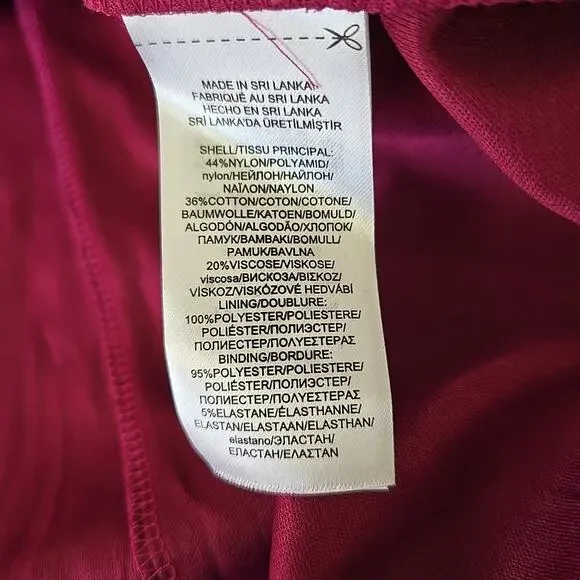 MADE IN SRI LANKA
FABRIQUÉ AU SRI LANKA
HECHO EN SRI LANKA
SRİ LANKA'DA ÜRETİLMİŞTİR
SHELL/TISSU PRINCIPAL:
44%NYLON/POLYAMID/
nylon/НЕЙЛОН/НАЙЛОН/
ΝΑΪΛΟΝ/NAYLON
36%COTTON/COTON/COTONE/
BAUMWOLLE/KATOEN/BOMULD/
ALGODÓN/ALGODÃO/ХЛОПОК/
ПАМУК/ΒΑΜΒΑΚΙ/BOMULL/
PAMUK/BAVLNA
20%VISCOSE/VISKOSE/
viscosa/ВИСКОЗА/ΒΙΣΚΟΖ/
VİSKOZ/VISKÓZOVÉ HEDVÁBÍ
LINING/DOUBLURE:
100%POLYESTER/POLIESTERE/
POLIÉSTER/ПОЛИЭСТЕР/
ПОЛИЕСТЕР/ΠΟΛΥΕΣΤΕΡΑΣ
BINDING/BORDURE:
95%POLYESTER/POLIESTERE/
POLIÉSTER/ПОЛИЭСТЕР/
ПОЛИЕСТЕР/ΠΟΛΥΕΣΤΕΡΑΣ
5%ELASTANE/ÉLASTHANNE/
ELASTAN/ELASTAAN/ELASTHAN/
elastano/ЭЛАСТАН/
ЕЛАСТАН/ΕΛΑΣΤΑΝ